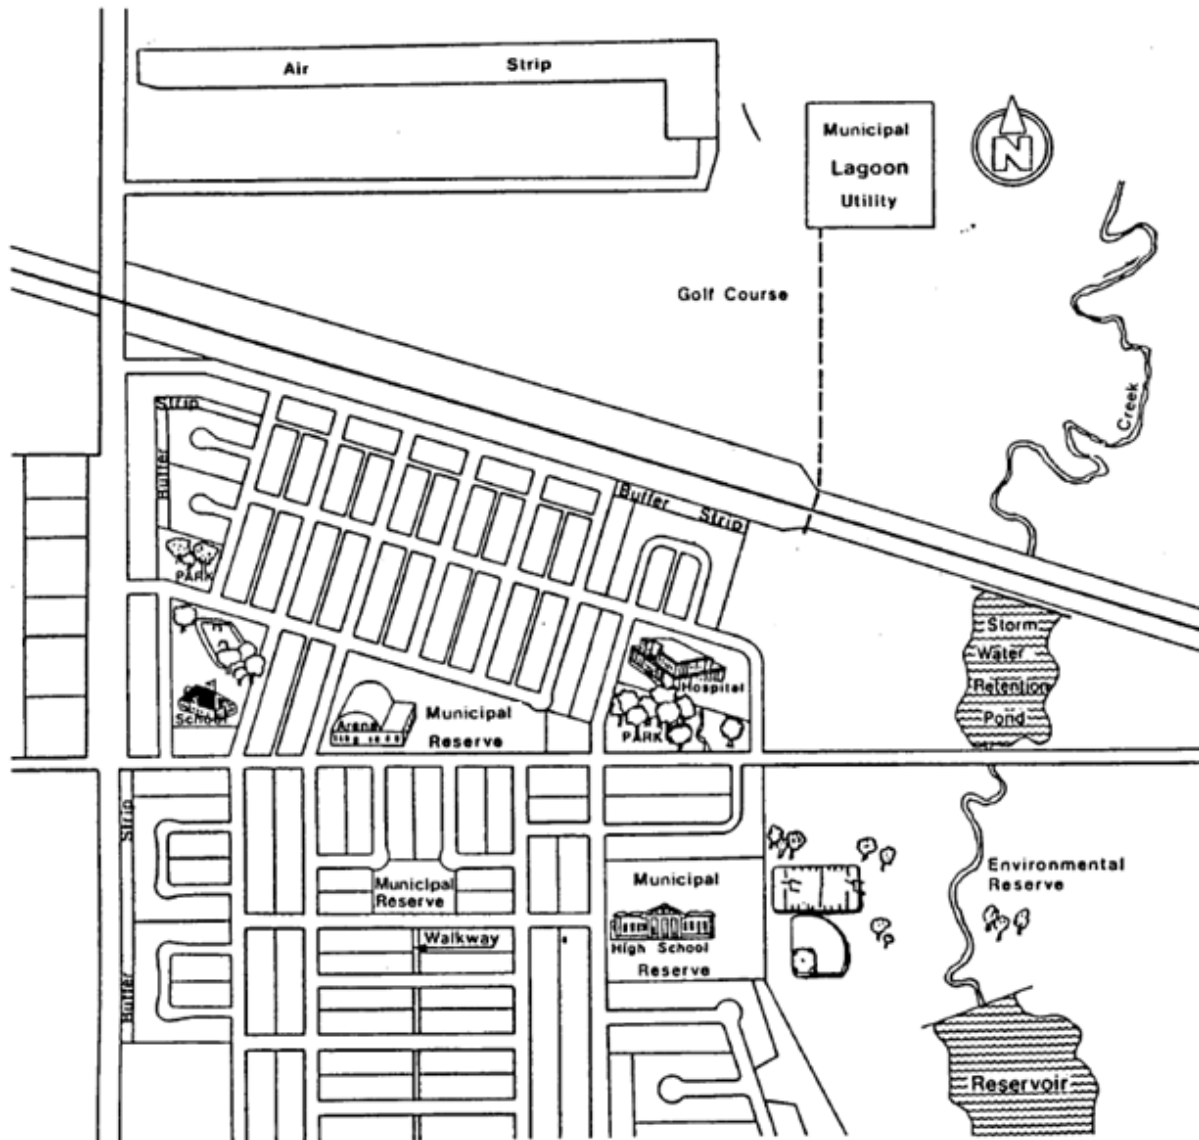 Air Strip
Municipal
Lagoon
Utility
N
Golf Course
Creek
Strip
Buffer
Buffer Strip
PARK
Storm
Water
Retention
Pond
Hospital
School
Arena
Municipal
Reserve
PARK
Strip
Buffer
Municipal
Reserve
Environmental
Reserve
Municipal
High School
Reserve
Walkway
Reservoir